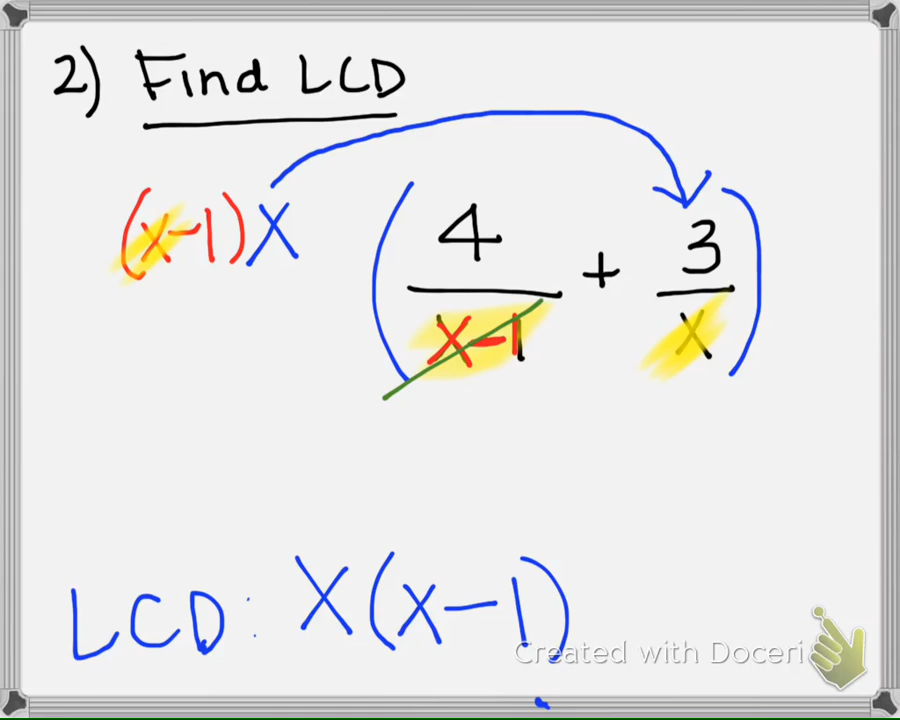 2) Find LCD
(x-1)X ( 4/x-1 + 3/x )
LCD: X(x-1)
Created with Doceri